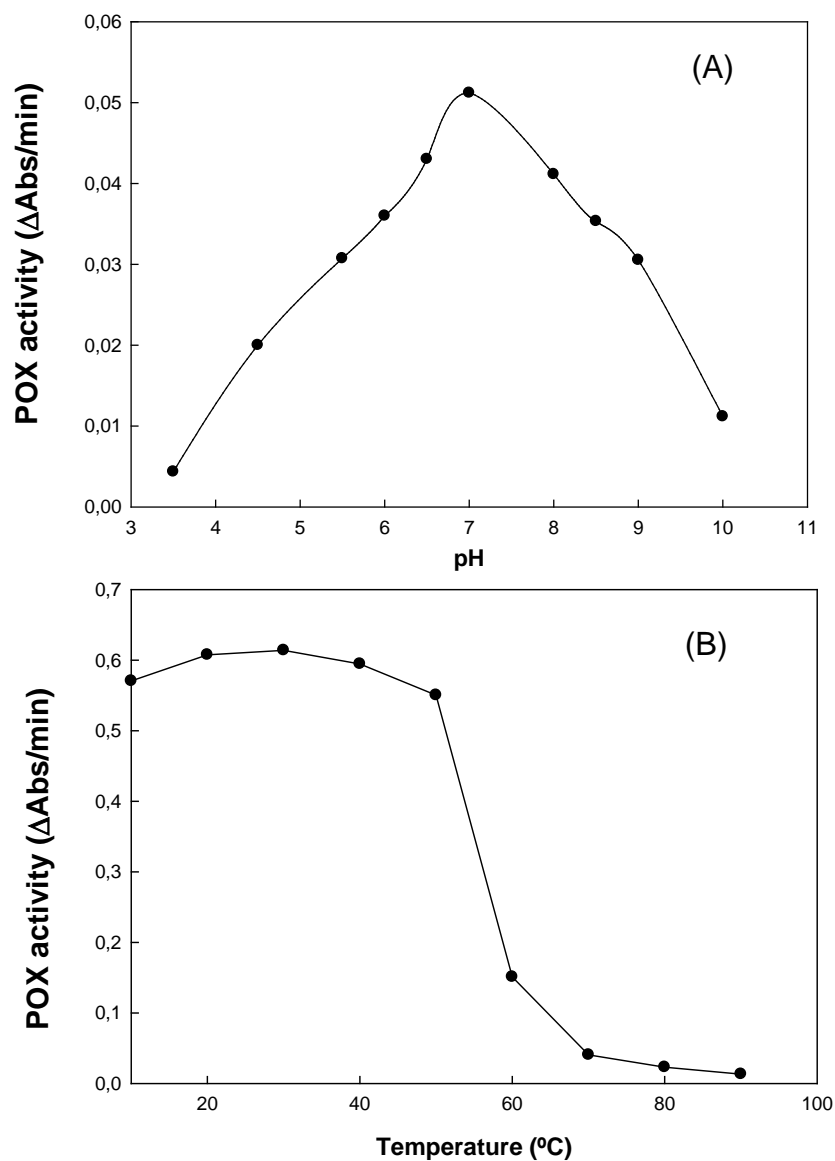 0,06
(A)
0,05
0,04
0,03
0,02
0,01
0,00
POX activity (ΔAbs/min)
3 4 5 6 7 8 9 10 11
pH
0,7
(B)
0,6
0,5
0,4
0,3
0,2
0,1
0,0
POX activity (ΔAbs/min)
20 40 60 80 100
Temperature (ºC)